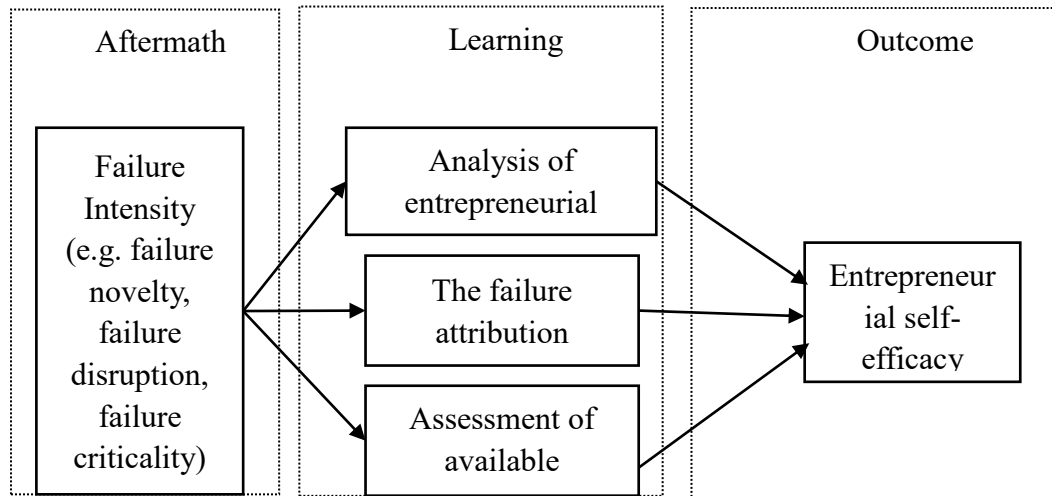 Aftermath
Failure
Intensity
(e.g. failure
novelty,
failure
disruption,
failure
criticality)
Learning
Analysis of
entrepreneurial
The failure
attribution
Assessment of
available
Outcome
Entrepreneur
ial self-
efficacy